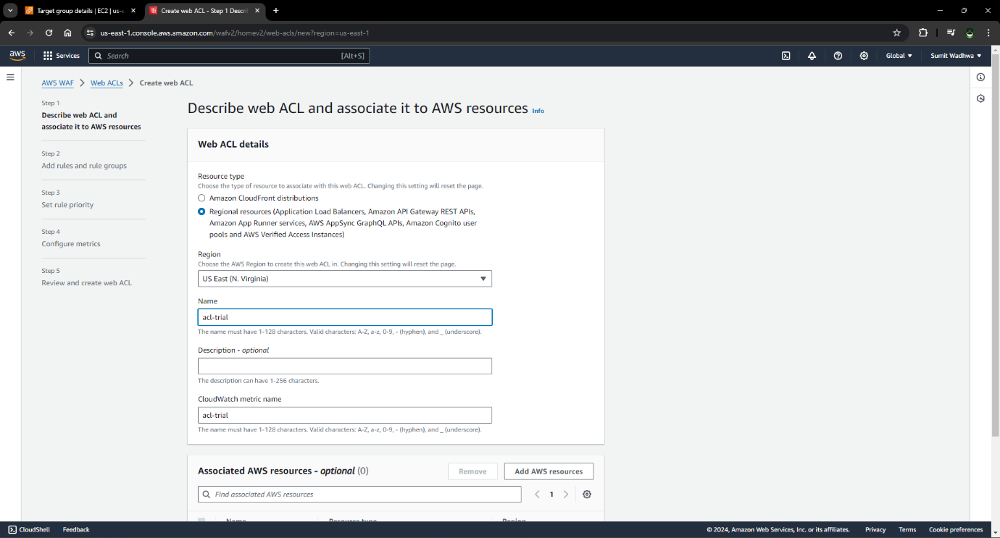 Target group details | EC2 | us-e
Create web ACL - Step 1 Descri
us-east-1.console.aws.amazon.com/wafv2/homev2/web-acls/new?region=us-east-1
aws
Services
Search
[Alt+S]
Global
Sumit Wadhwa
AWS WAF
Web ACLs
Create web ACL
Step 1
Describe web ACL and
associate it to AWS resources
Step 2
Add rules and rule groups
Step 3
Set rule priority
Step 4
Configure metrics
Step 5
Review and create web ACL
Describe web ACL and associate it to AWS resources Info
Web ACL details
Resource type
Choose the type of resource to associate with this web ACL. Changing this setting will reset the page.
Amazon CloudFront distributions
Regional resources (Application Load Balancers, Amazon API Gateway REST APIs,
Amazon App Runner services, AWS AppSync GraphQL APIs, Amazon Cognito user
pools and AWS Verified Access Instances)
Region
Choose the AWS Region to create this web ACL in. Changing this setting will reset the page.
US East (N. Virginia)
Name
acl-trial
The name must have 1-128 characters. Valid characters: A-Z, a-z, 0-9, - (hyphen), and _ (underscore).
Description - optional
The description can have 1-256 characters.
CloudWatch metric name
acl-trial
The name must have 1-128 characters. Valid characters: A-Z, a-z, 0-9, - (hyphen), and _ (underscore).
Associated AWS resources - optional (0)
Remove
Add AWS resources
Find associated AWS resources
1
Name
Resource type
Region
CloudShell
Feedback
© 2024, Amazon Web Services, Inc. or its affiliates.
Privacy
Terms
Cookie preferences